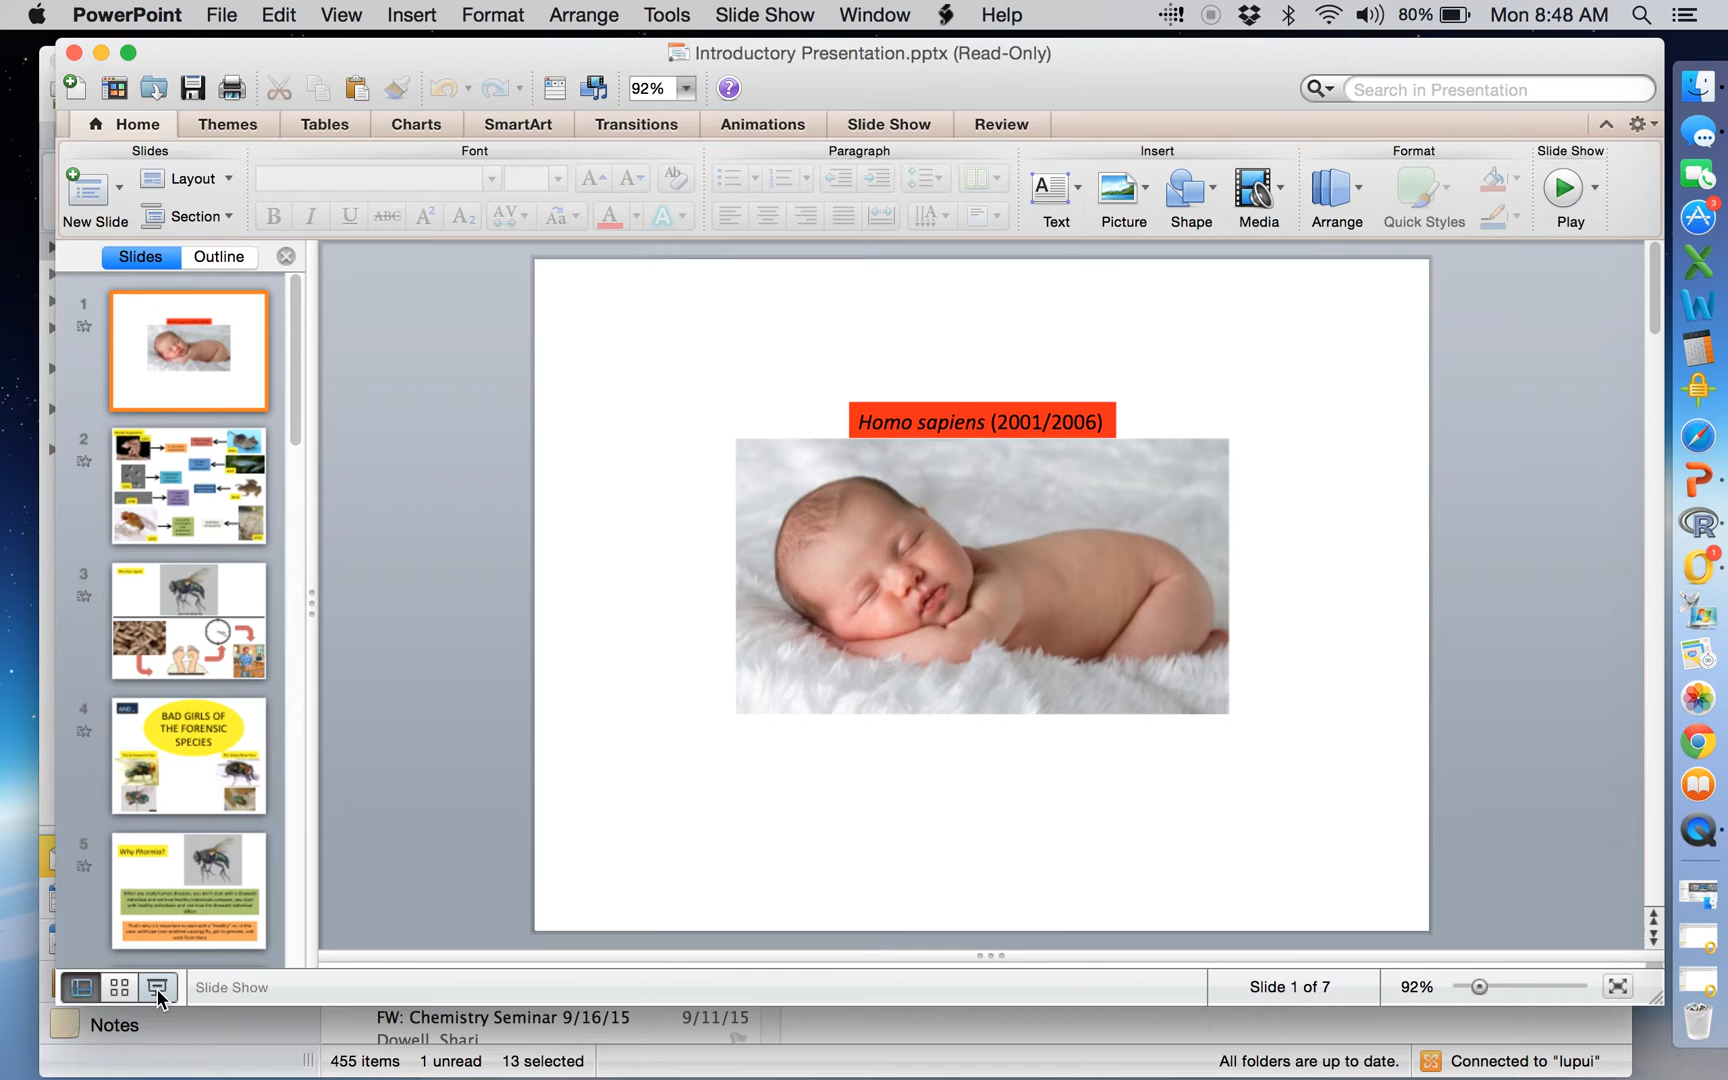 PowerPoint File Edit View Insert Format Arrange Tools Slide Show Window Help 80% Mon 8:48 AM
Introductory Presentation.pptx (Read-Only)
92% Search in Presentation
Home Themes Tables Charts SmartArt Transitions Animations Slide Show Review
Slides Font Paragraph Insert Format Slide Show
New Slide Layout Section Text Picture Shape Media Arrange Quick Styles Play
Slides Outline
1
2
3
4
AND...
BAD GIRLS OF
THE FORENSIC
SPECIES
5
Why Phormia?
Homo sapiens (2001/2006)
Slide Show Slide 1 of 7 92%
Notes FW: Chemistry Seminar 9/16/15 9/11/15
Dowell, Shari
455 items 1 unread 13 selected All folders are up to date. Connected to "Iupui"